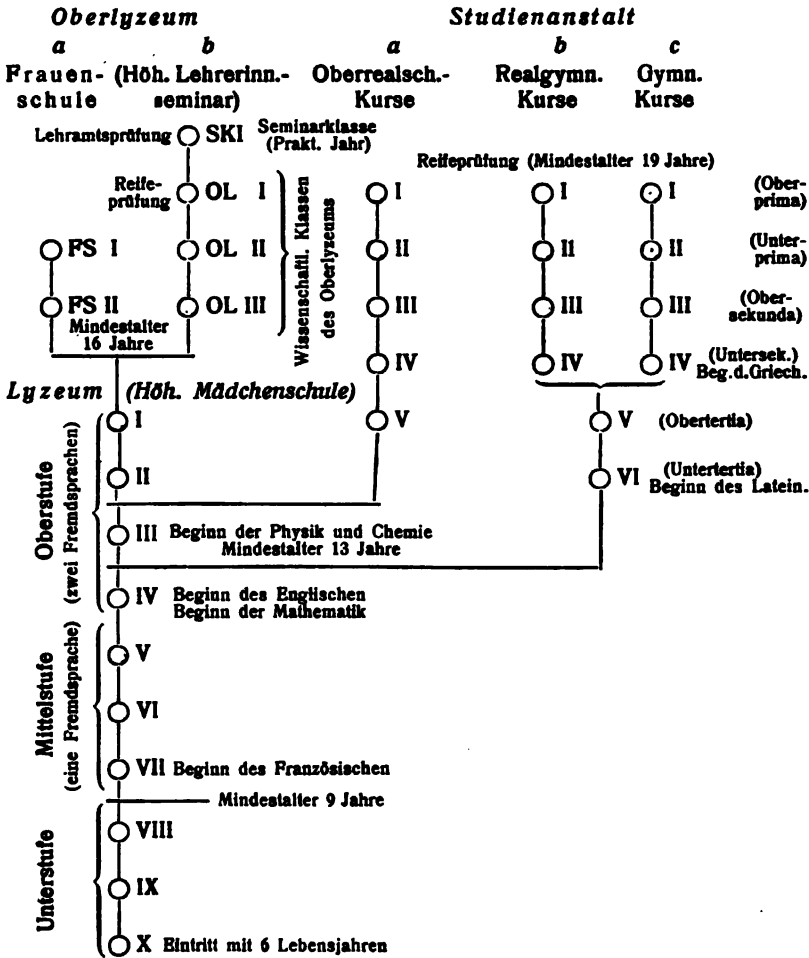 Oberlyzeum Studienanstalt
a b a b c
Frauen- (Höh. Lehrerinn.- Oberrealsch.- Realgymn. Gymn.
schule seminar) Kurse Kurse Kurse
Lehramtsprüfung SKI Seminarklasse
(Prakt. Jahr)
Reifeprüfung (Mindestalter 19 Jahre)
Reife-
prüfung OL I I I I (Ober-
prima)
FS I OL II II II II (Unter-
prima)
FS II OL III III III III (Ober-
sekunda)
Wissenschaftl. Klassen
des Oberlyzeums
Mindestalter
16 Jahre
IV IV IV (Untersek.)
Beg.d.Griech.
Lyzeum (Höh. Mädchenschule)
I V V (Obertertia)
II VI (Untertertia)
Beginn des Latein.
III Beginn der Physik und Chemie
Mindestalter 13 Jahre
IV Beginn des Englischen
Beginn der Mathematik
Oberstufe
(zwei Fremdsprachen)
V
VI
VII Beginn des Französischen
Mittelstufe
(eine Fremdsprache)
Mindestalter 9 Jahre
VIII
IX
X Eintritt mit 6 Lebensjahren
Unterstufe